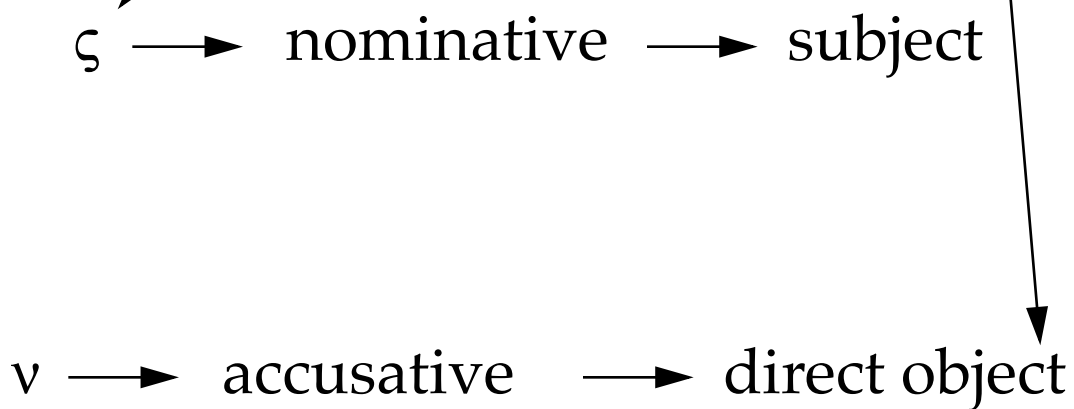 ς nominative subject
ν accusative direct object